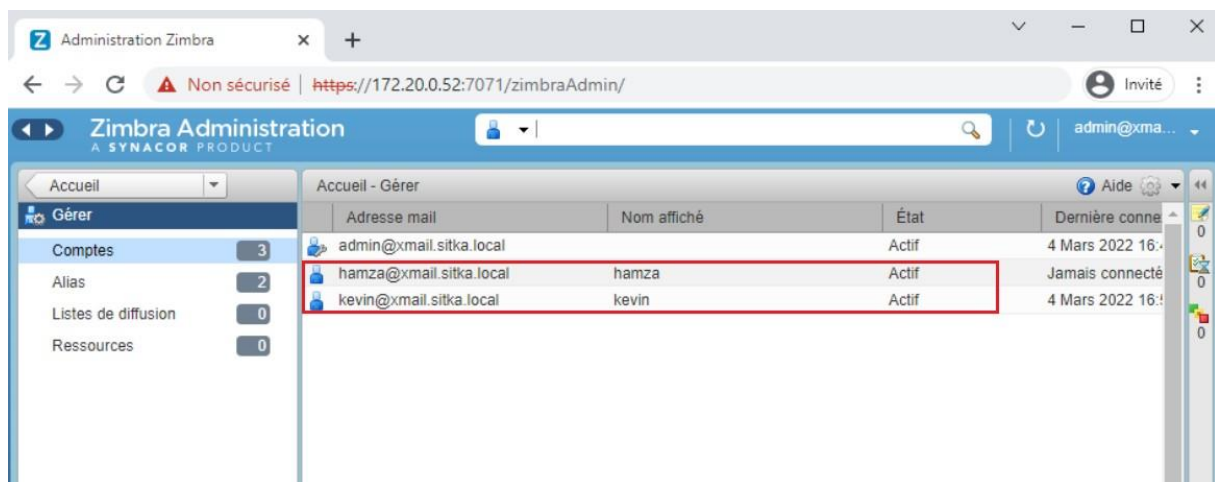 Administration Zimbra
Non sécurisé https://172.20.0.52:7071/zimbraAdmin/ Invité
Zimbra Administration admin@xma...
A SYNACOR PRODUCT
Accueil Accueil - Gérer Aide
Gérer Adresse mail Nom affiché État Dernière conne
0
Comptes 3 admin@xmail.sitka.local Actif 4 Mars 2022 16:4
Alias 2 hamza@xmail.sitka.local hamza Actif Jamais connecté
0
Listes de diffusion 0 kevin@xmail.sitka.local kevin Actif 4 Mars 2022 16:5
Ressources 0
0